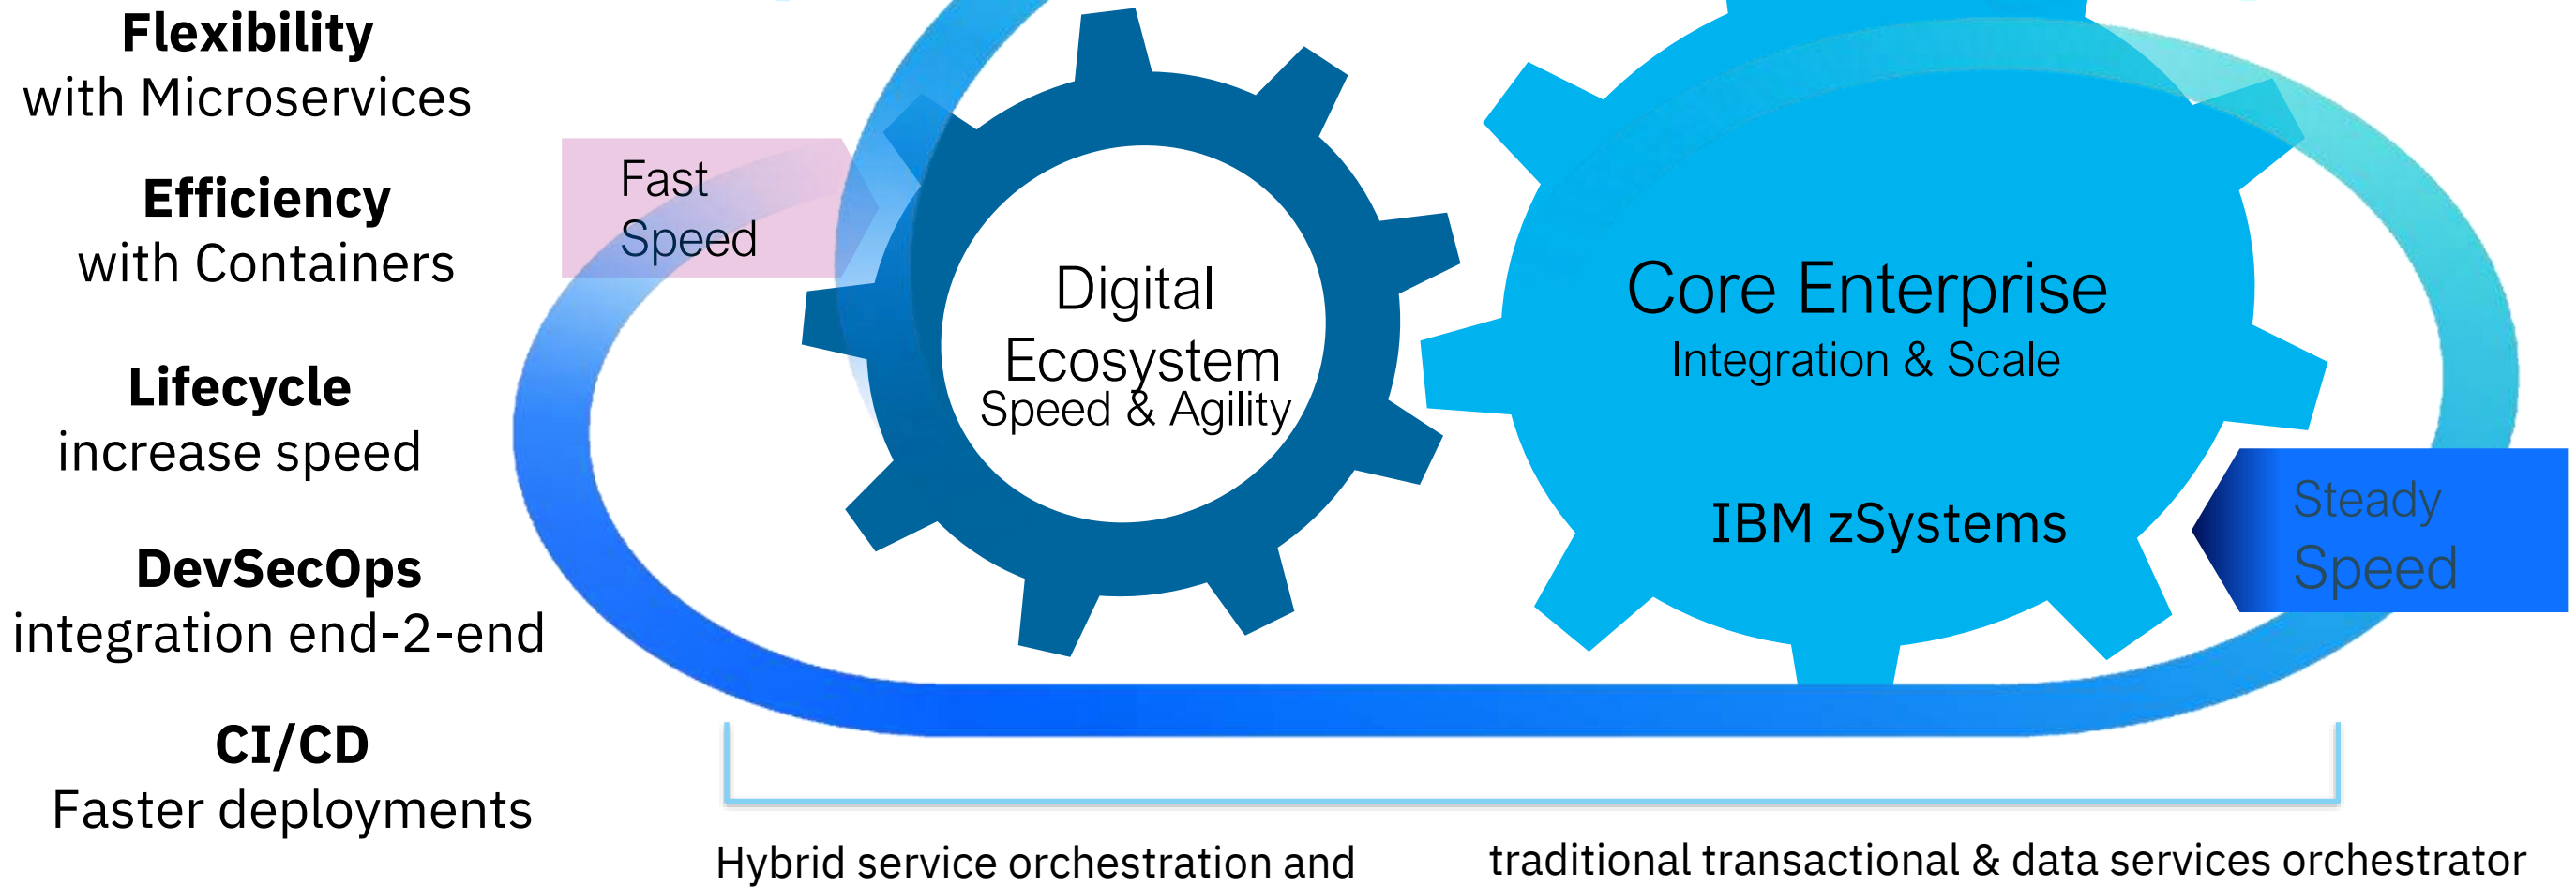 Flexibility
with Microservices
Efficiency
with Containers
Lifecycle
increase speed
DevSecOps
integration end-2-end
CI/CD
Faster deployments
Fast
Speed
Digital
Ecosystem
Speed & Agility
Core Enterprise
Integration & Scale
IBM zSystems
Steady
Speed
Hybrid service orchestration and
traditional transactional & data services orchestrator